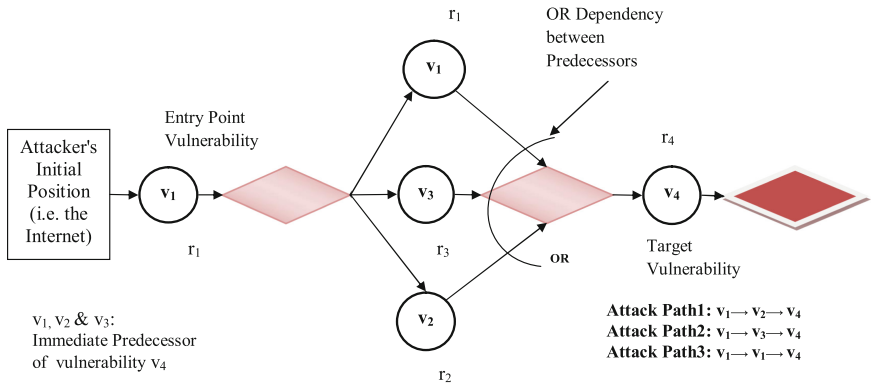 r₁
OR Dependency
between
Predecessors
v₁
Entry Point
Vulnerability
Attacker's
Initial
Position
(i.e. the
Internet)
v₁
r₁
v₃
r₃
r₄
v₄
OR
Target
Vulnerability
v₂
r₂
v₁, v₂ & v₃:
Immediate Predecessor
of vulnerability v₄
Attack Path1: v₁→ v₂→ v₄
Attack Path2: v₁→ v₃→ v₄
Attack Path3: v₁→ v₁→ v₄